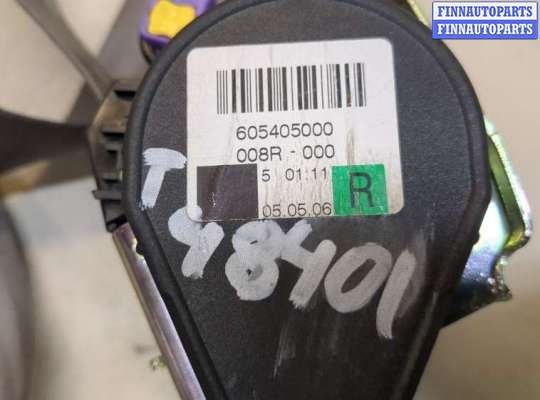 FINNAUTOPARTS
FINNAUTOPARTS
605405000
008R - 000
5 01:11
R
05.05.06
T
98401